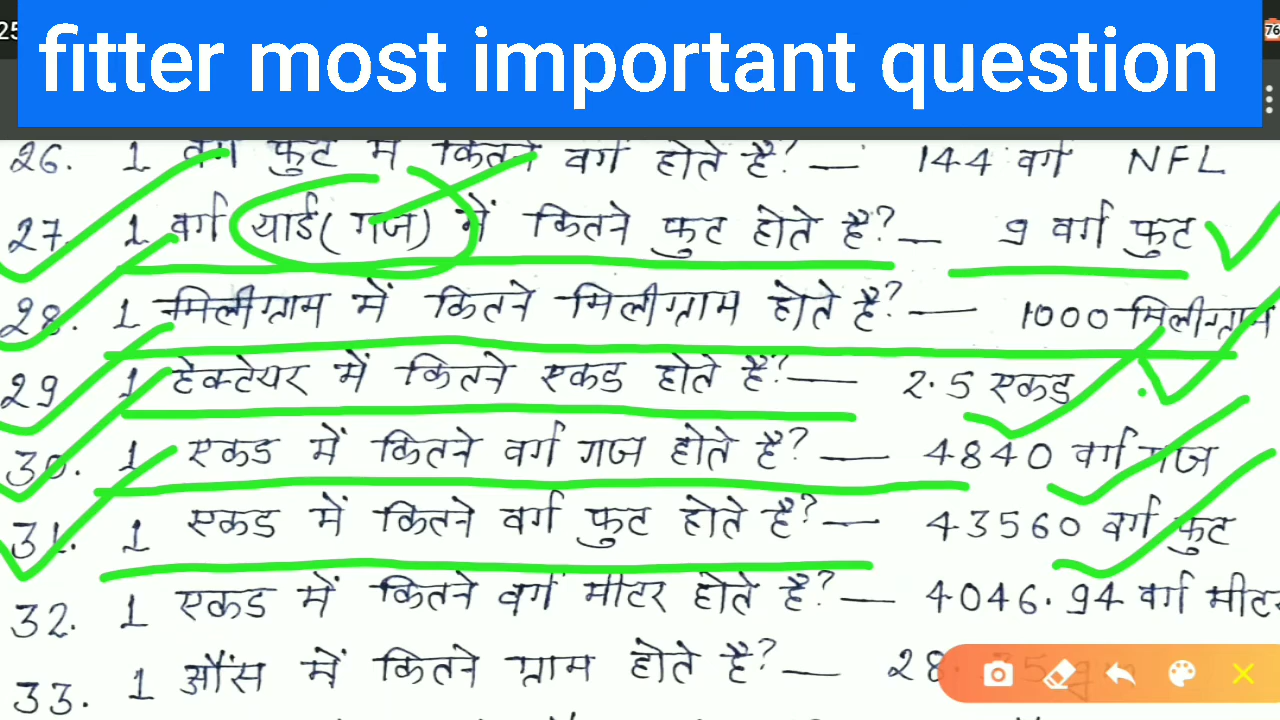 fitter most important question
25
76
26. 1 वर्ग फुट में कितने वर्ग होते है? — 144 वर्ग NFL
27. 1 वर्ग यार्ड (गज) में कितने फुट होते है? — 9 वर्ग फुट
28. 1 मिलीग्राम में कितने मिलीग्राम होते है? — 1000 मिलीग्राम
29 1 हेक्टेयर में कितने एकड होते है? — 2.5 एकड
30. 1 एकड में कितने वर्ग गज होते है? — 4840 वर्ग गज
31. 1 एकड में कितने वर्ग फुट होते है? — 43560 वर्ग फुट
32. 1 एकड में कितने वर्ग मीटर होते है? — 4046.94 वर्ग मीटर
33. 1 औंस में कितने ग्राम होते है? — 28.35